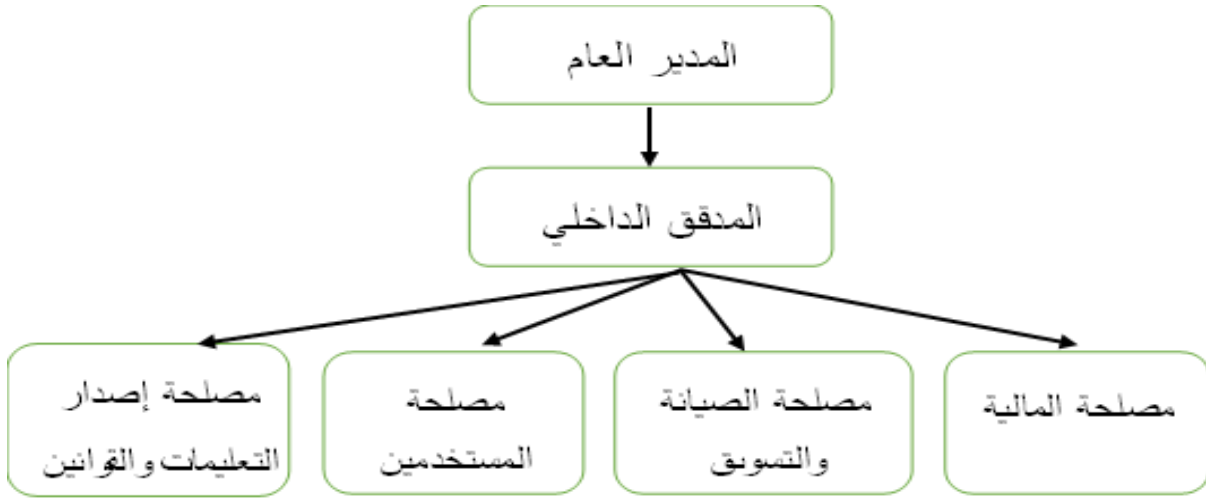 المدير العام
المدقق الداخلي
مصلحة المالية
مصلحة الصيانة
والتسويق
مصلحة
المستخدمين
مصلحة إصدار
التعليمات والقوانين